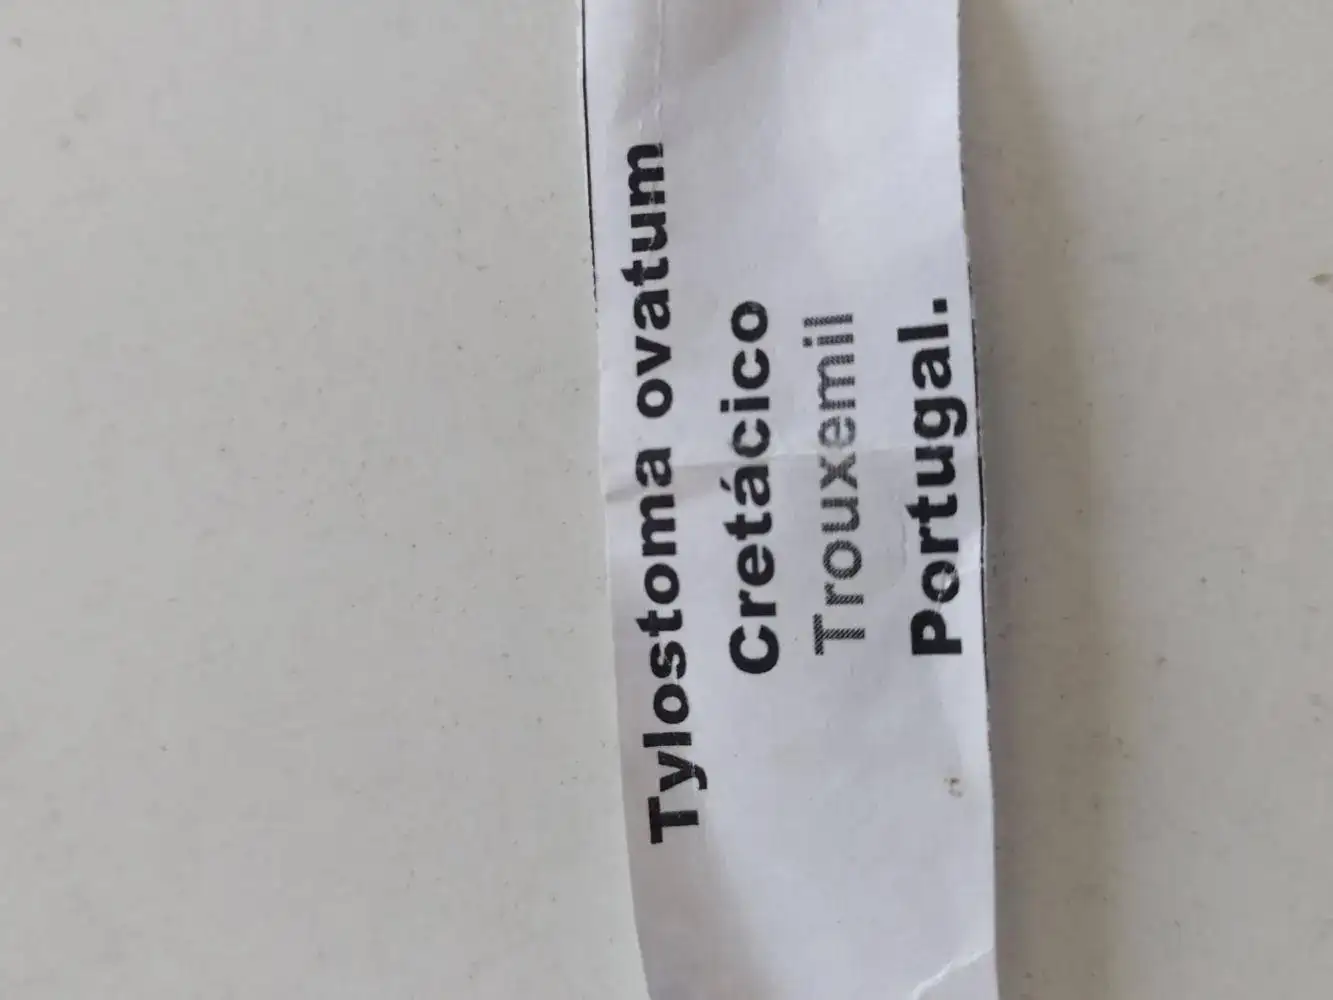 Tylostoma ovatum
Cretácico
Trouxemil
Portugal.